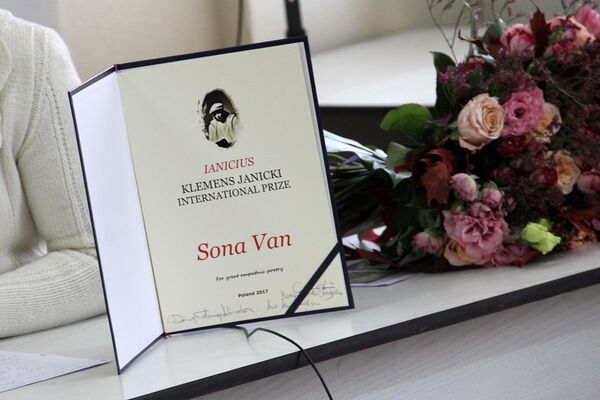 IANICIUS
KLEMENS JANICKI
INTERNATIONAL PRIZE
Sona Van
For great empathic poetry
Poland 2017